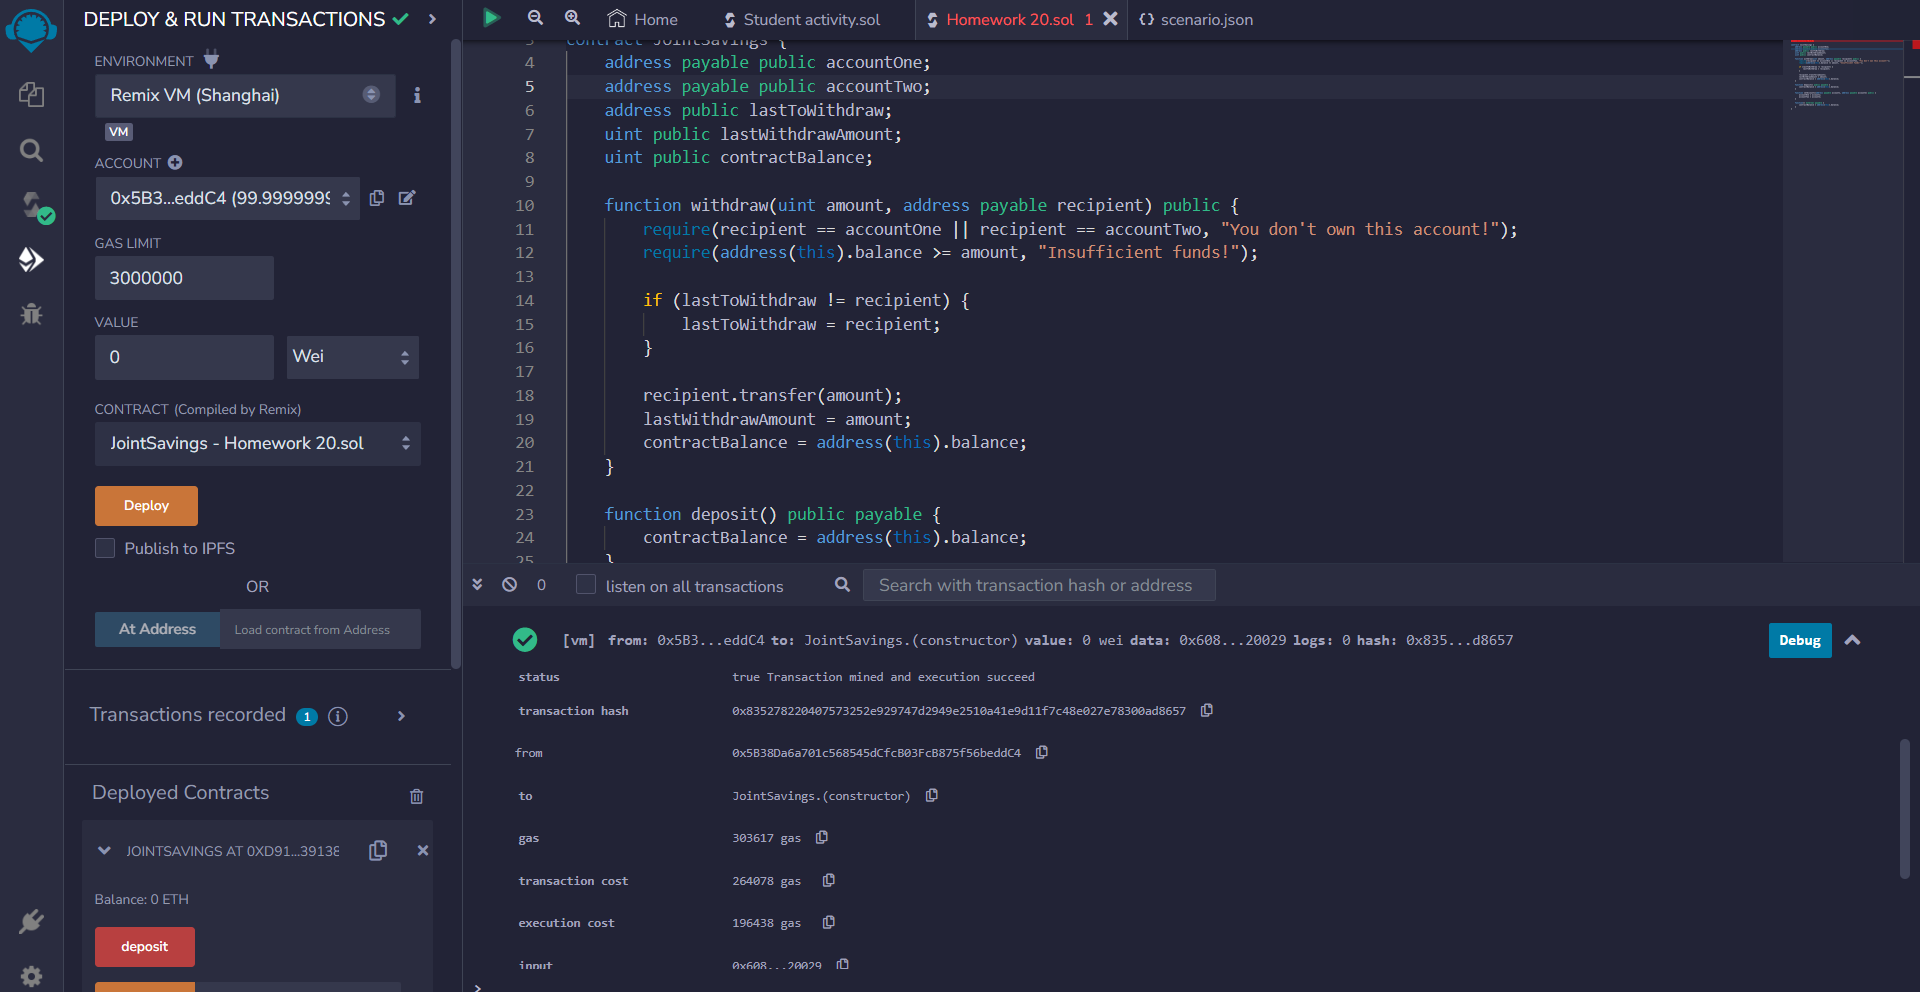 DEPLOY & RUN TRANSACTIONS
ENVIRONMENT
Remix VM (Shanghai)
VM
ACCOUNT
0x5B3...eddC4 (99.9999999
GAS LIMIT
3000000
VALUE
0
Wei
CONTRACT (Compiled by Remix)
JointSavings - Homework 20.sol
Deploy
Publish to IPFS
OR
At Address
Load contract from Address
Transactions recorded 1
Deployed Contracts
JOINTSAVINGS AT 0XD91...39138
Balance: 0 ETH
deposit
Home
Student activity.sol
Homework 20.sol 1
scenario.json
3 contract JointSavings {
4 address payable public accountOne;
5 address payable public accountTwo;
6 address public lastToWithdraw;
7 uint public lastWithdrawAmount;
8 uint public contractBalance;
9
10 function withdraw(uint amount, address payable recipient) public {
11 require(recipient == accountOne || recipient == accountTwo, "You don't own this account!");
12 require(address(this).balance >= amount, "Insufficient funds!");
13
14 if (lastToWithdraw != recipient) {
15 lastToWithdraw = recipient;
16 }
17
18 recipient.transfer(amount);
19 lastWithdrawAmount = amount;
20 contractBalance = address(this).balance;
21 }
22
23 function deposit() public payable {
24 contractBalance = address(this).balance;
25 }
0
listen on all transactions
Search with transaction hash or address
[vm] from: 0x5B3...eddC4 to: JointSavings.(constructor) value: 0 wei data: 0x608...20029 logs: 0 hash: 0x835...d8657
Debug
status true Transaction mined and execution succeed
transaction hash 0x835278220407573252e929747d2949e2510a41e9d11f7c48e027e78300ad8657
from 0x5B38Da6a701c568545dCfcB03FcB875f56beddC4
to JointSavings.(constructor)
gas 303617 gas
transaction cost 264078 gas
execution cost 196438 gas
input 0x608...20029
>